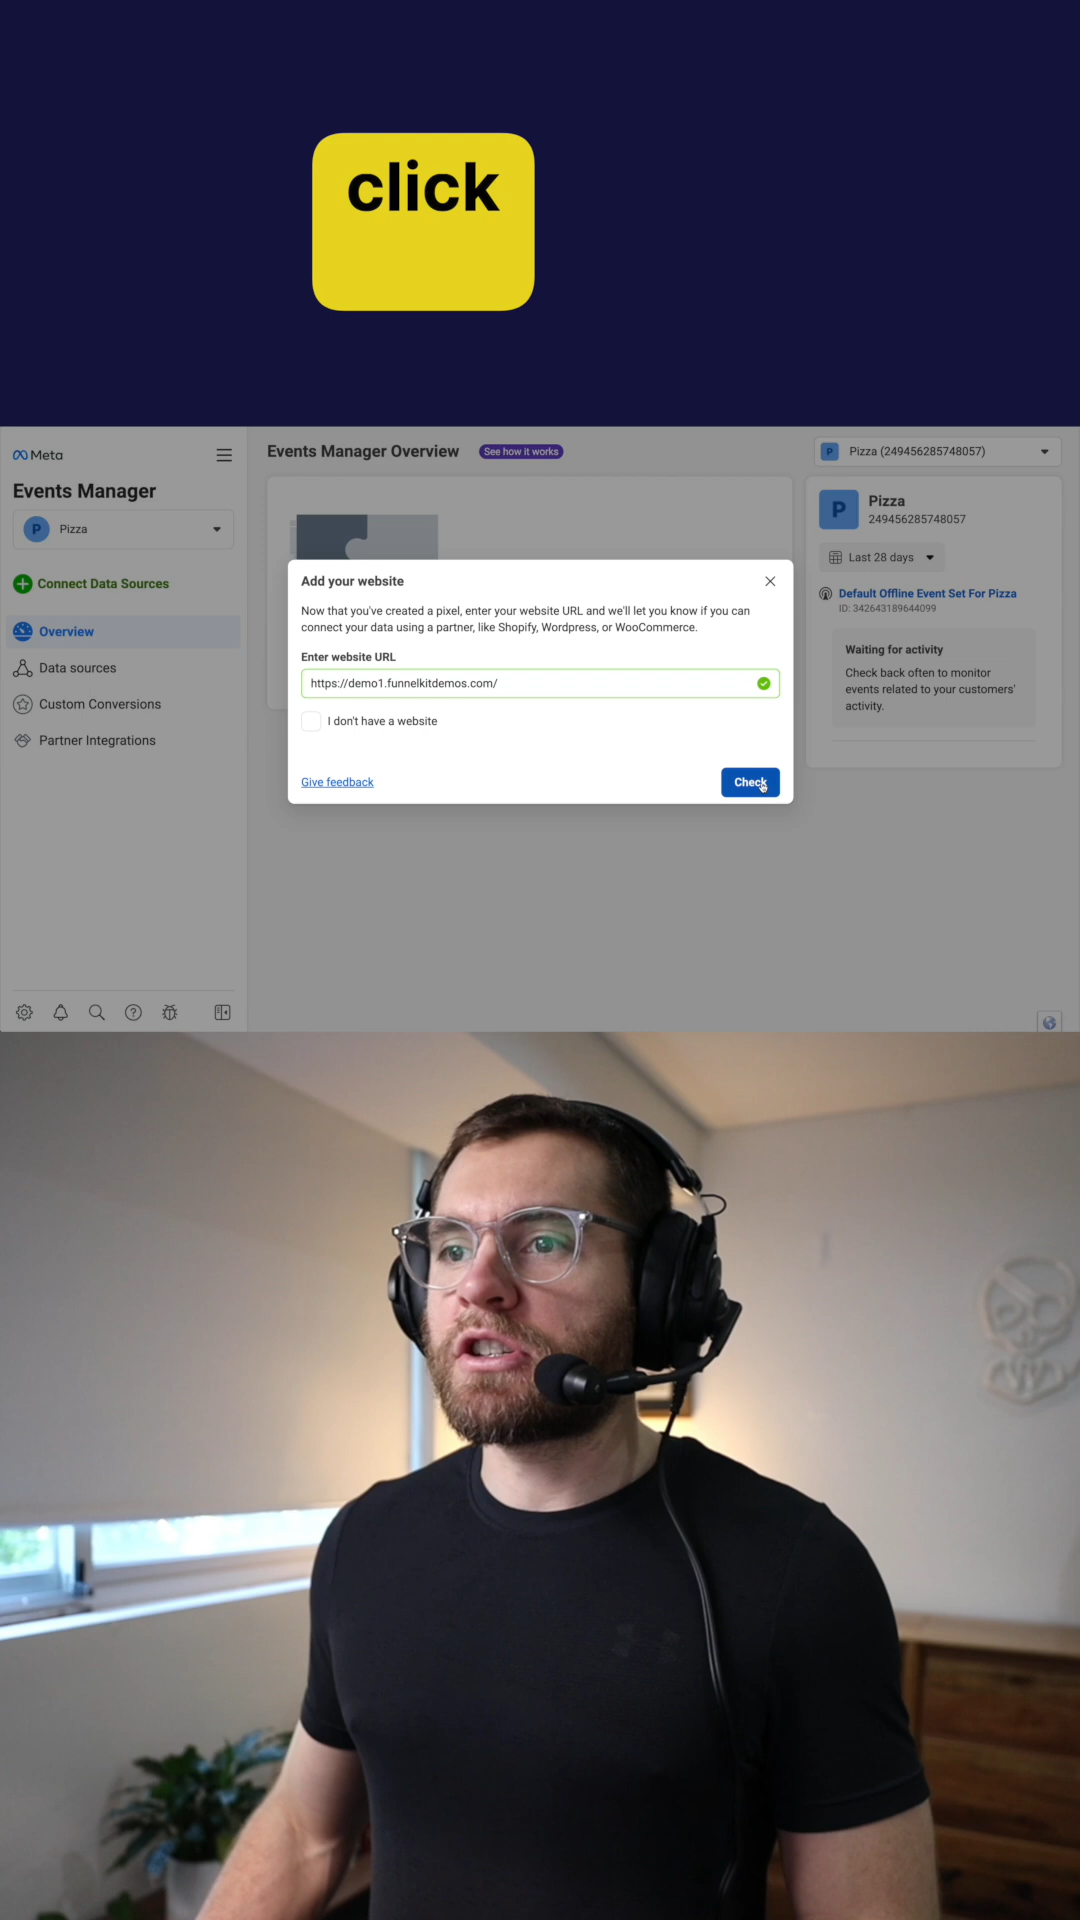 click
Meta
Events Manager
P Pizza
Connect Data Sources
Overview
Data sources
Custom Conversions
Partner Integrations
Events Manager Overview
See how it works
P Pizza (249456285748057)
P
Pizza
249456285748057
Last 28 days
Default Offline Event Set For Pizza
ID: 342643189644099
Waiting for activity
Check back often to monitor
events related to your customers'
activity.
Add your website
Now that you've created a pixel, enter your website URL and we'll let you know if you can
connect your data using a partner, like Shopify, Wordpress, or WooCommerce.
Enter website URL
https://demo1.funnelkitdemos.com/
I don't have a website
Give feedback
Check